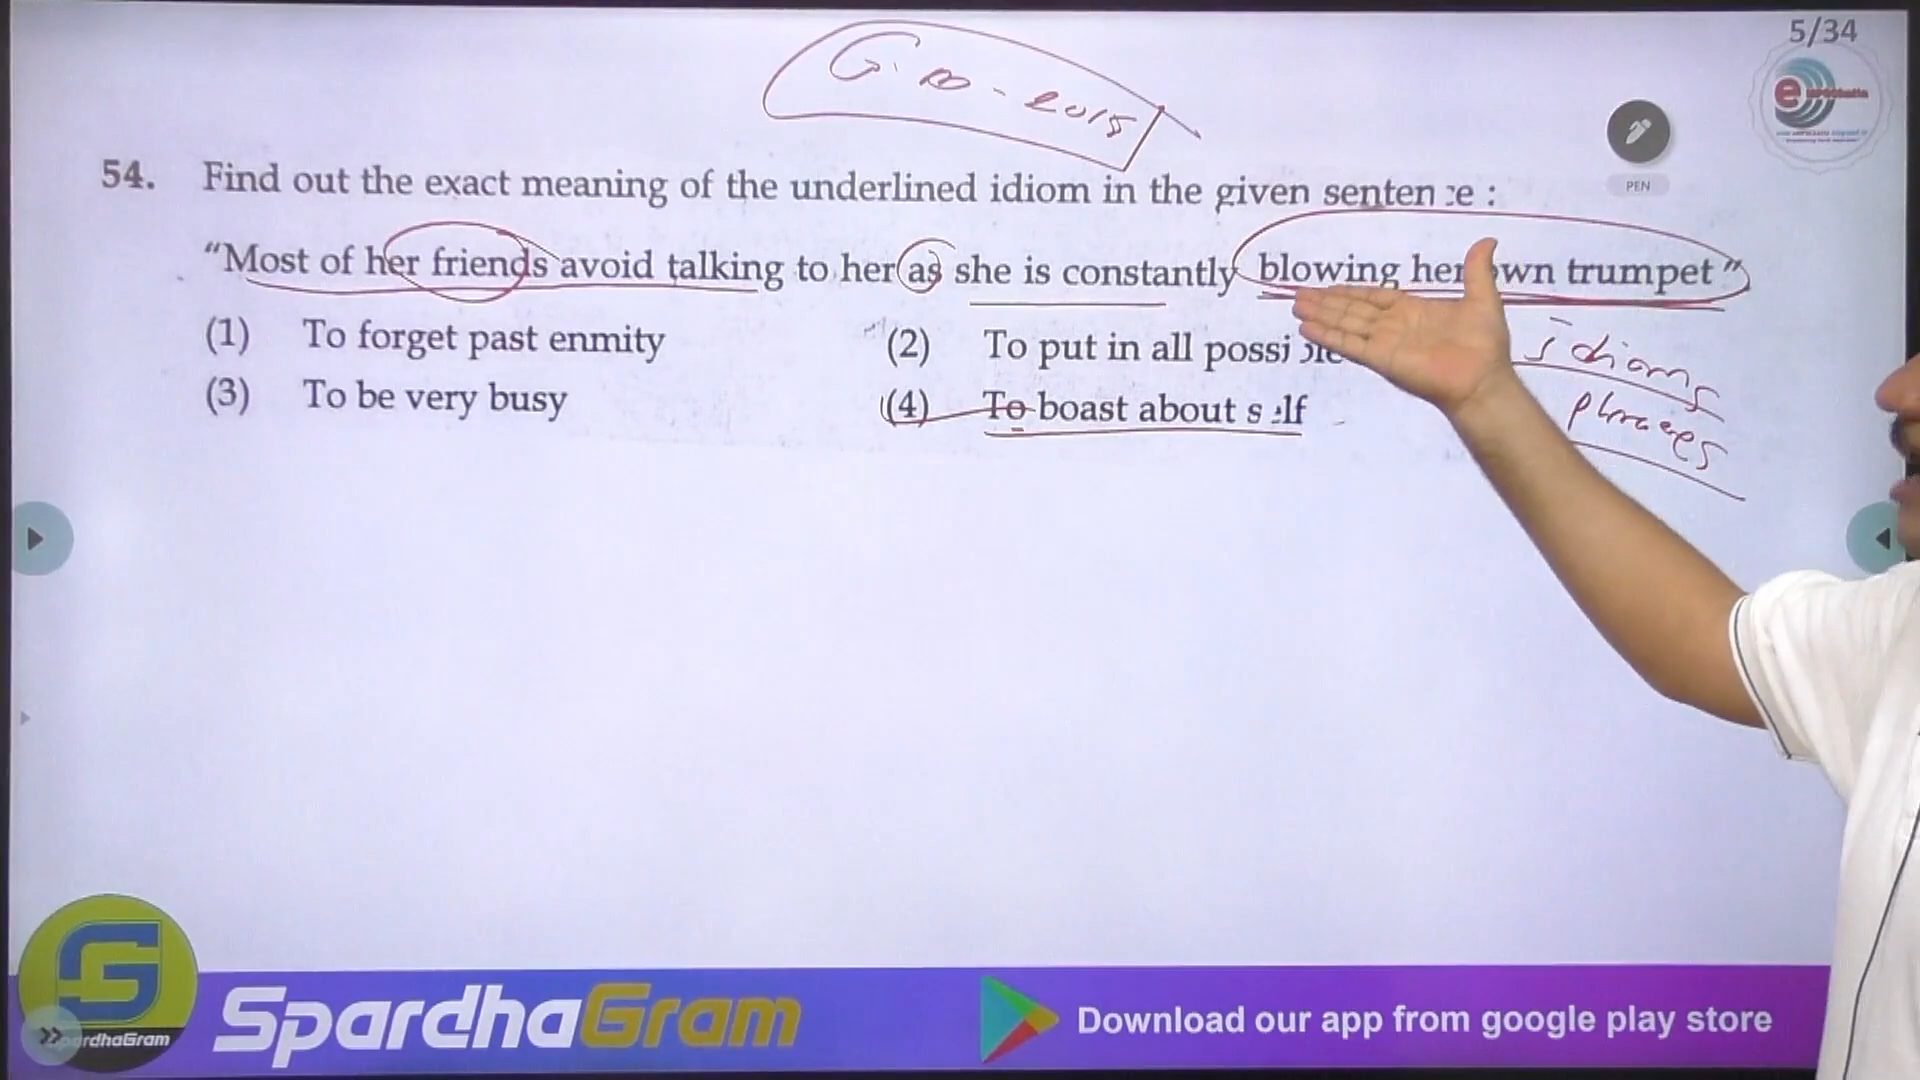 5/34
G. - 2015
PEN
54. Find out the exact meaning of the underlined idiom in the given senten :e :
"Most of her friends avoid talking to her as she is constantly blowing her own trumpet"
(1) To forget past enmity (2) To put in all possi
(3) To be very busy (4) To boast about s :lf
idioms
phrases
SpardhaGram
Download our app from google play store